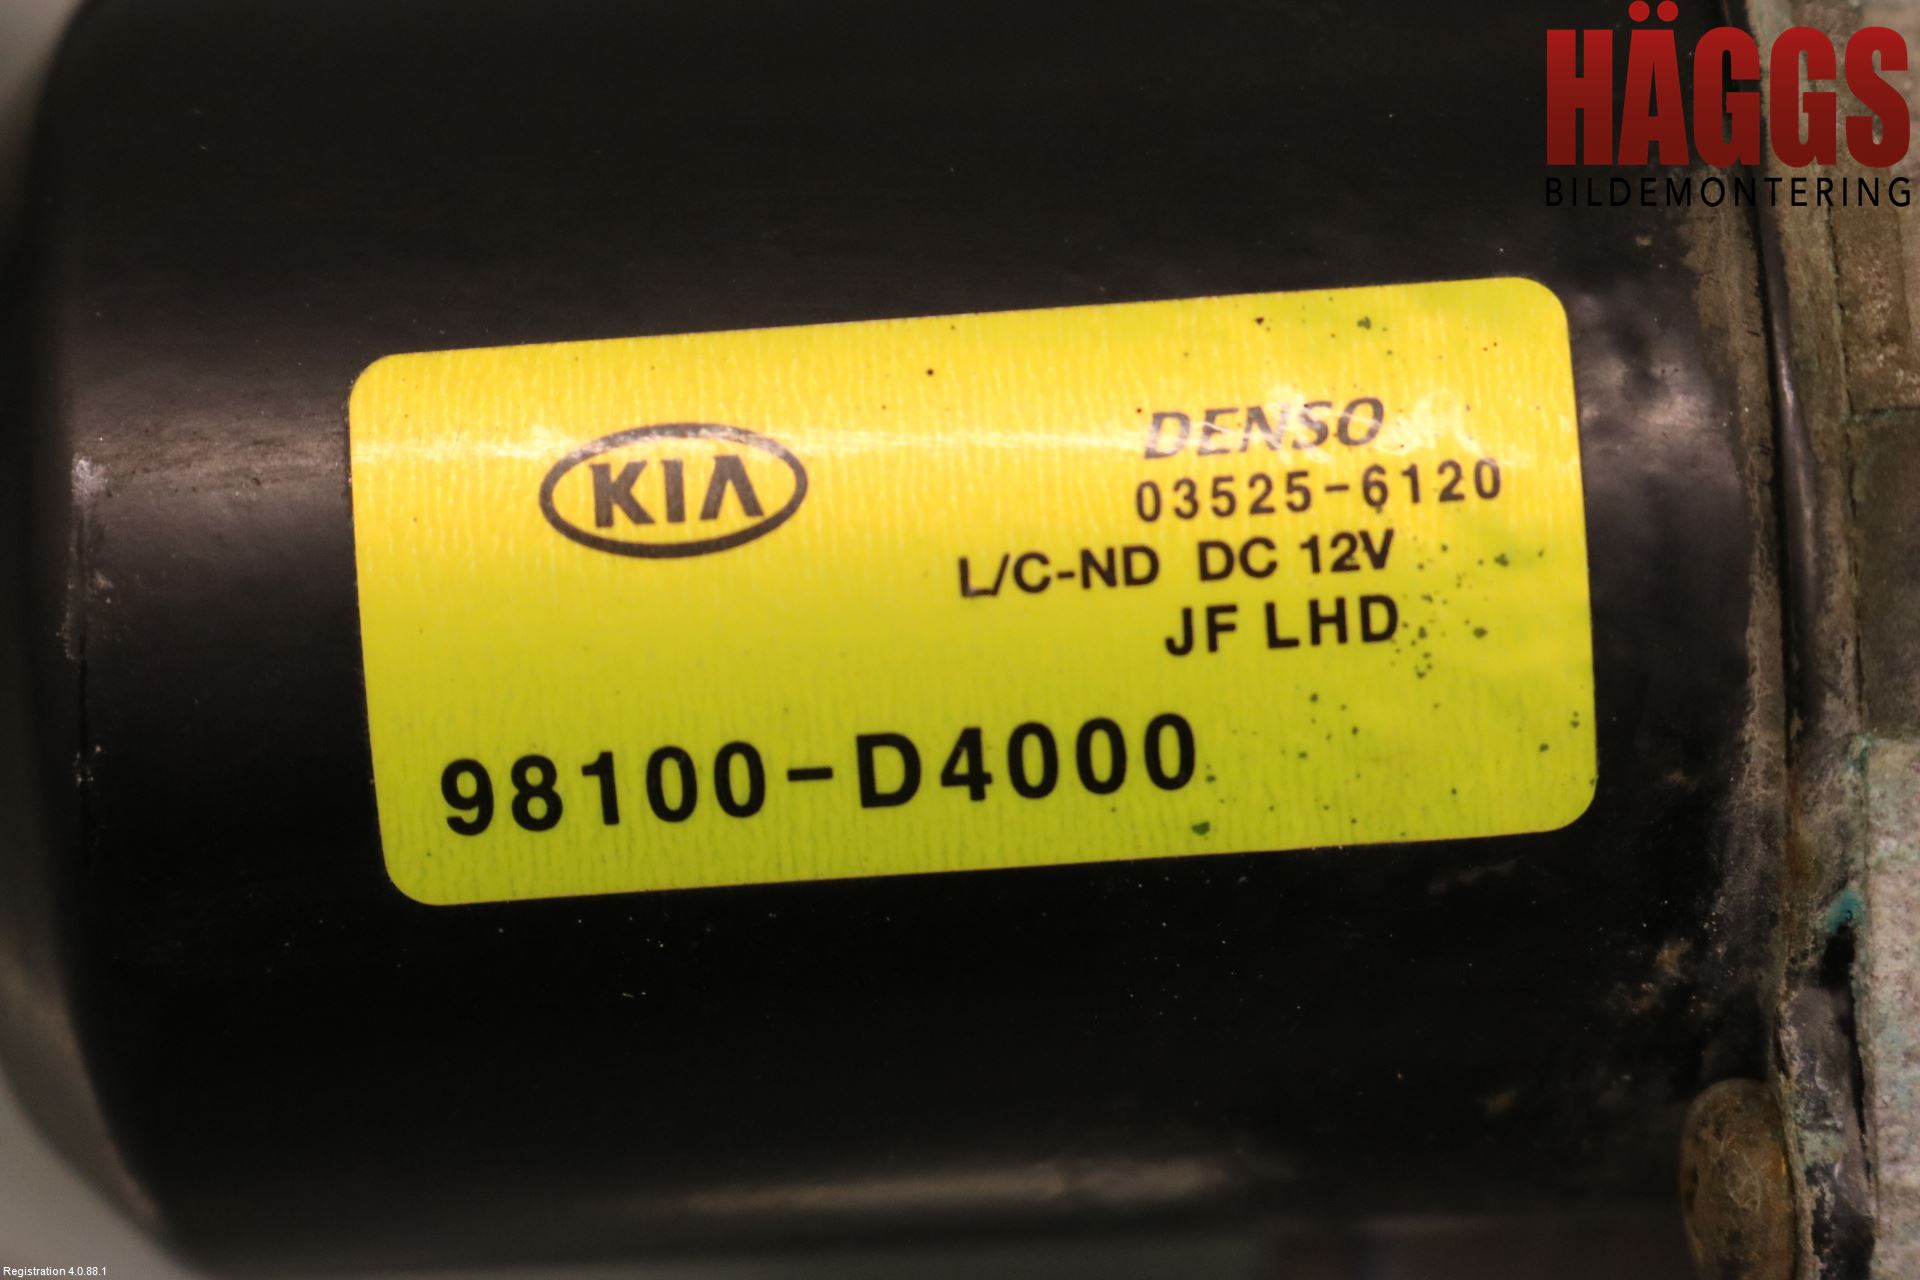 HÄGGS
BILDEMONTERING
KIA
DENSO
03525-6120
L/C-ND DC 12V
JF LHD
98100-D4000
Registration 4.0.88.1